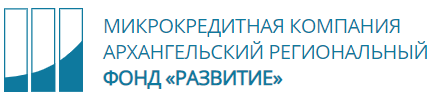 МИКРОКРЕДИТНАЯ КОМПАНИЯ
АРХАНГЕЛЬСКИЙ РЕГИОНАЛЬНЫЙ
ФОНД «РАЗВИТИЕ»